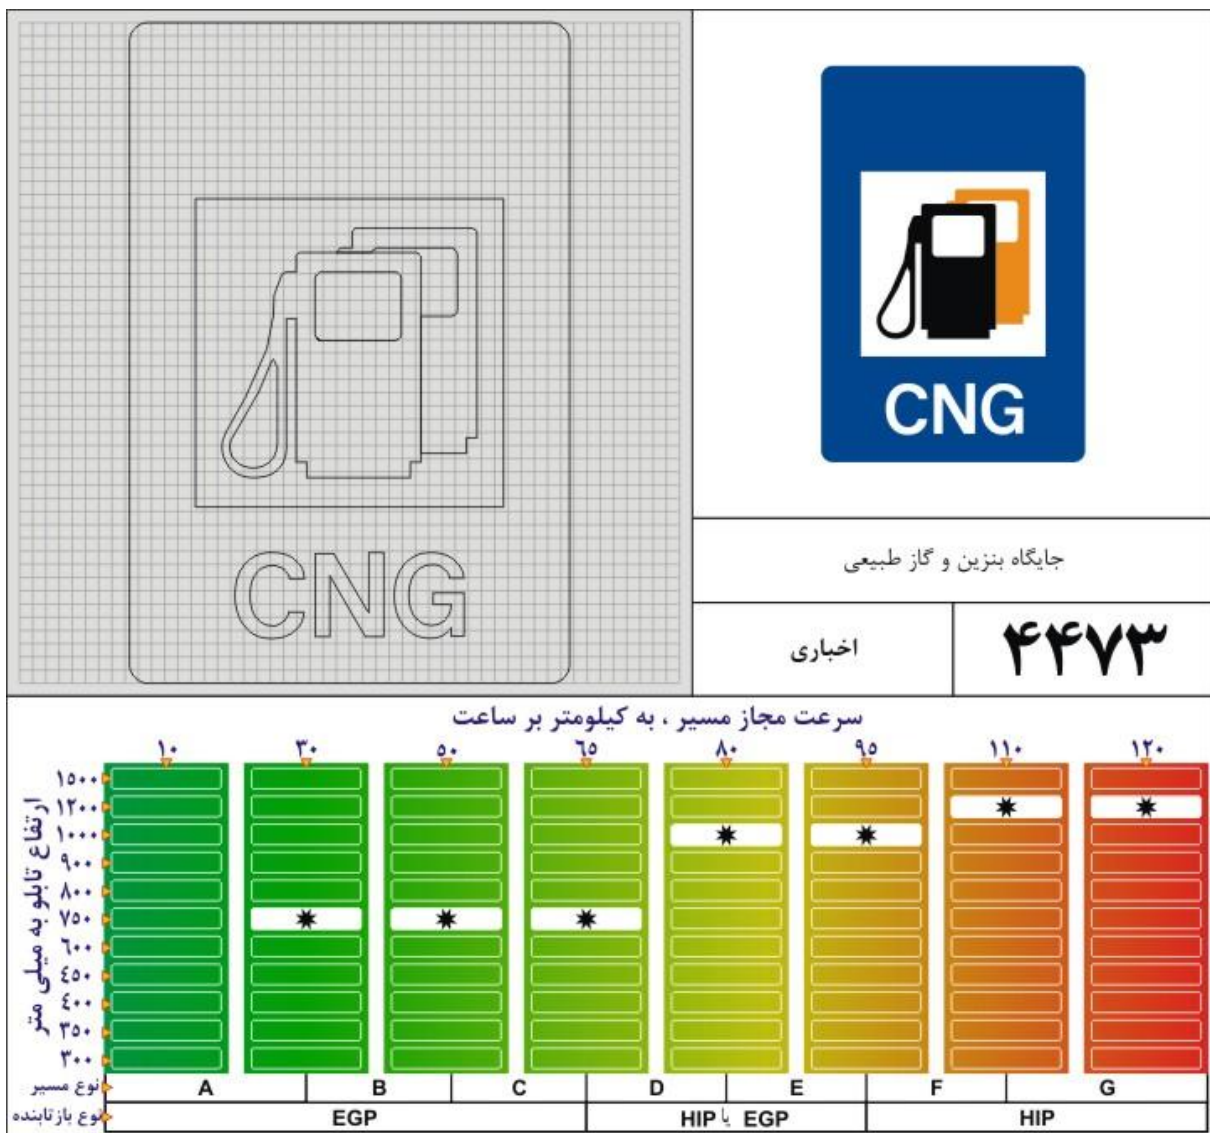 CNG
CNG
جایگاه بنزین و گاز طبیعی
اخباری
۴۴۷۳
سرعت مجاز مسیر ، به کیلومتر بر ساعت
۱۰ ۳۰ ۵۰ ۶۵ ۸۰ ۹۵ ۱۱۰ ۱۲۰
ارتفاع تابلو به میلی متر
۱۵۰۰
۱۲۰۰
۱۰۰۰
۹۰۰
۸۰۰
۷۵۰
۶۰۰
٤۵۰
٤۰۰
۳۵۰
۳۰۰
نوع مسیر A B C D E F G
نوع بازتابنده EGP HIP یا EGP HIP